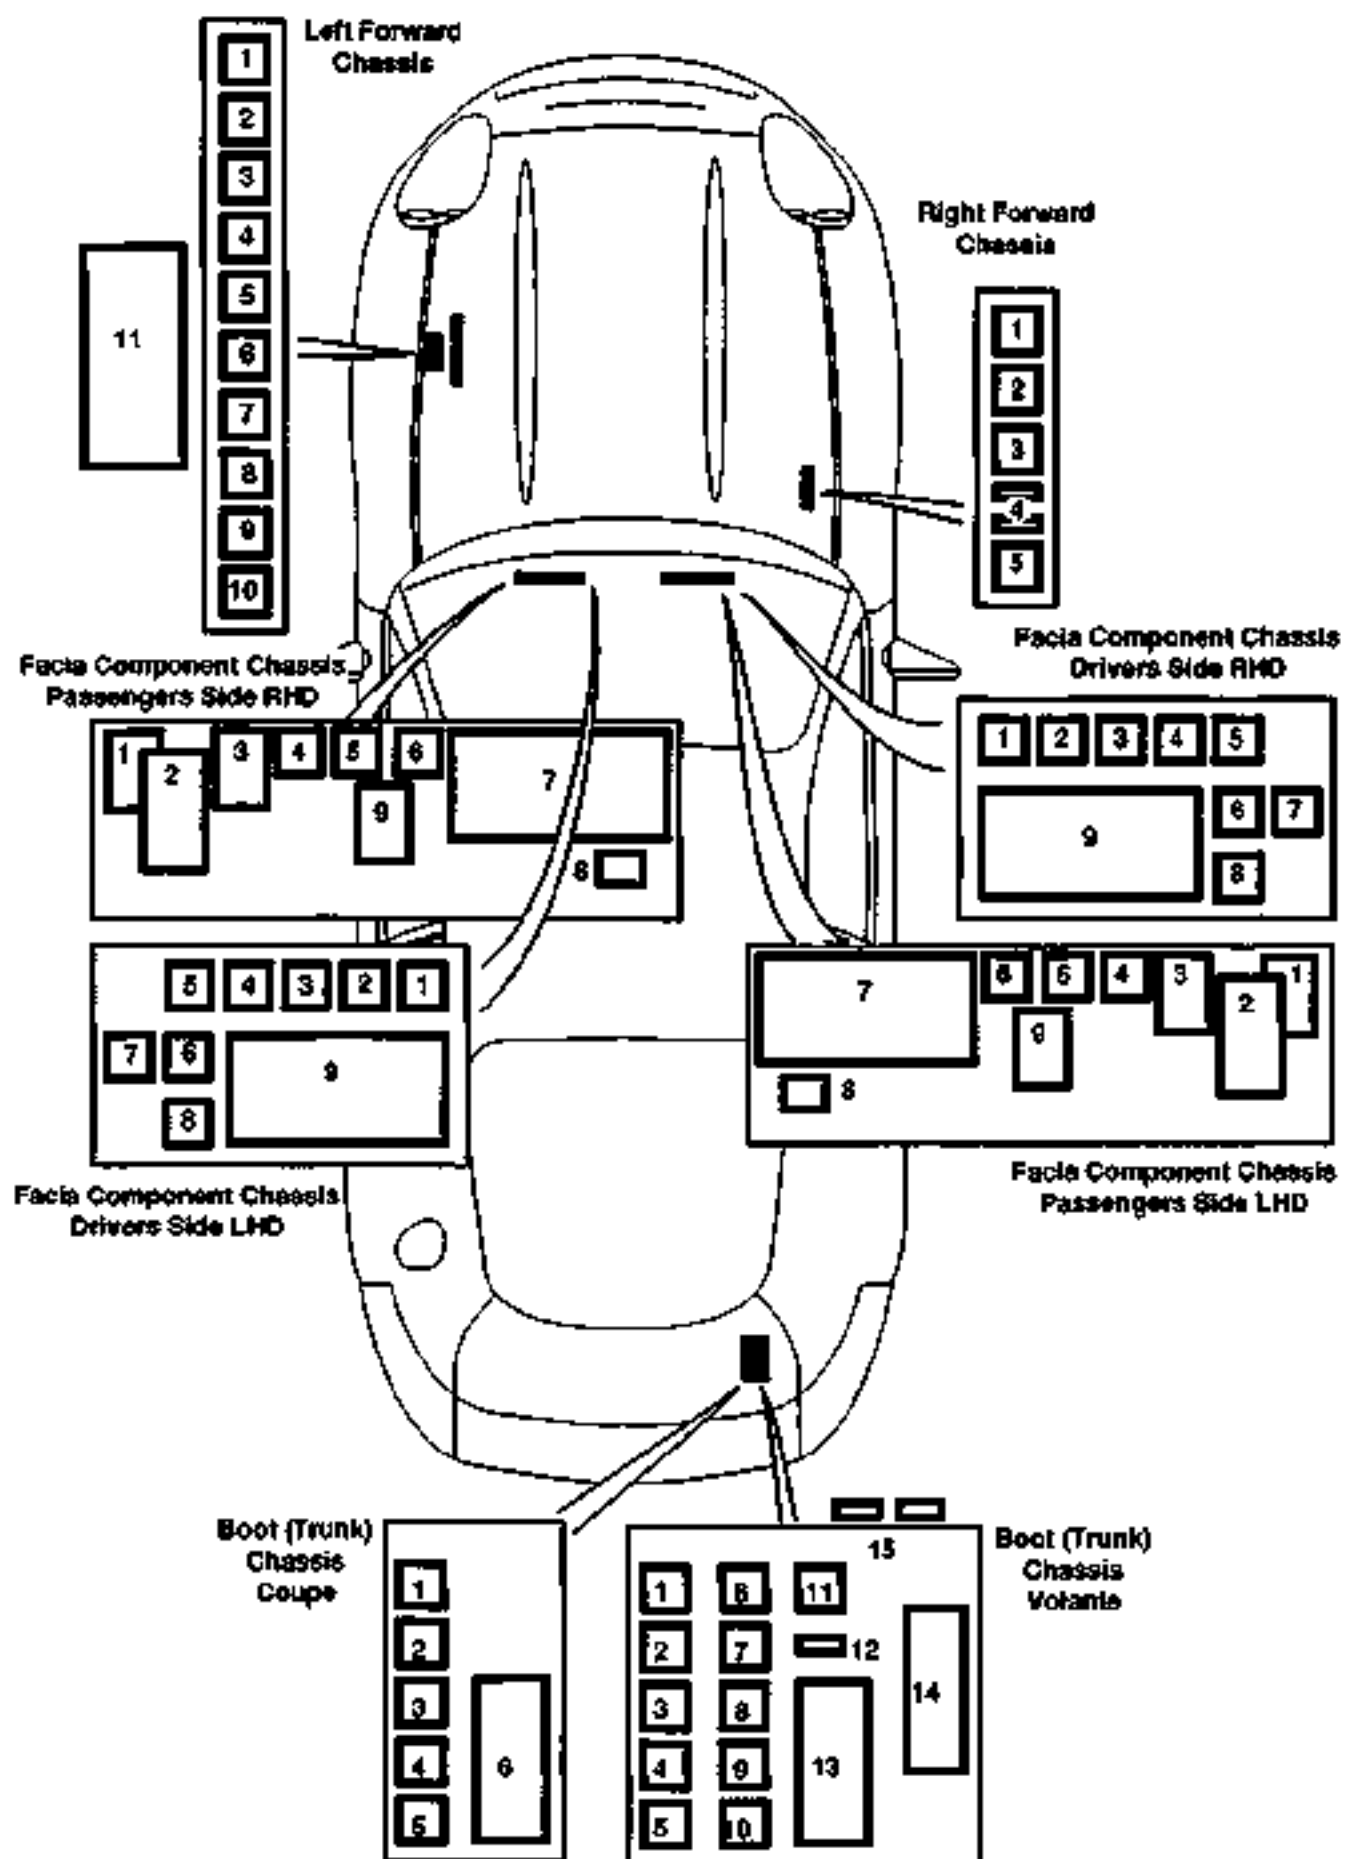 Left Forward
Chassis
1
2
3
4
5
6
7
8
9
10
11
Right Forward
Chassis
1
2
3
4
5
Facia Component Chassis
Passengers Side RHD
1
2
3
4
5
6
7
9
8
Facia Component Chassis
Drivers Side RHD
1 2 3 4 5
6 7
9
8
5 4 3 2 1
7 6
9
8
Facia Component Chassis
Drivers Side LHD
7
6 5 4 3
2
1
9
8
Facia Component Chassis
Passengers Side LHD
Boot (Trunk)
Chassis
Coupe
1
2
3
4
5
6
Boot (Trunk)
Chassis
Volante
15
1 6 11
2 7 12
3 8
4 9 13
5 10
14